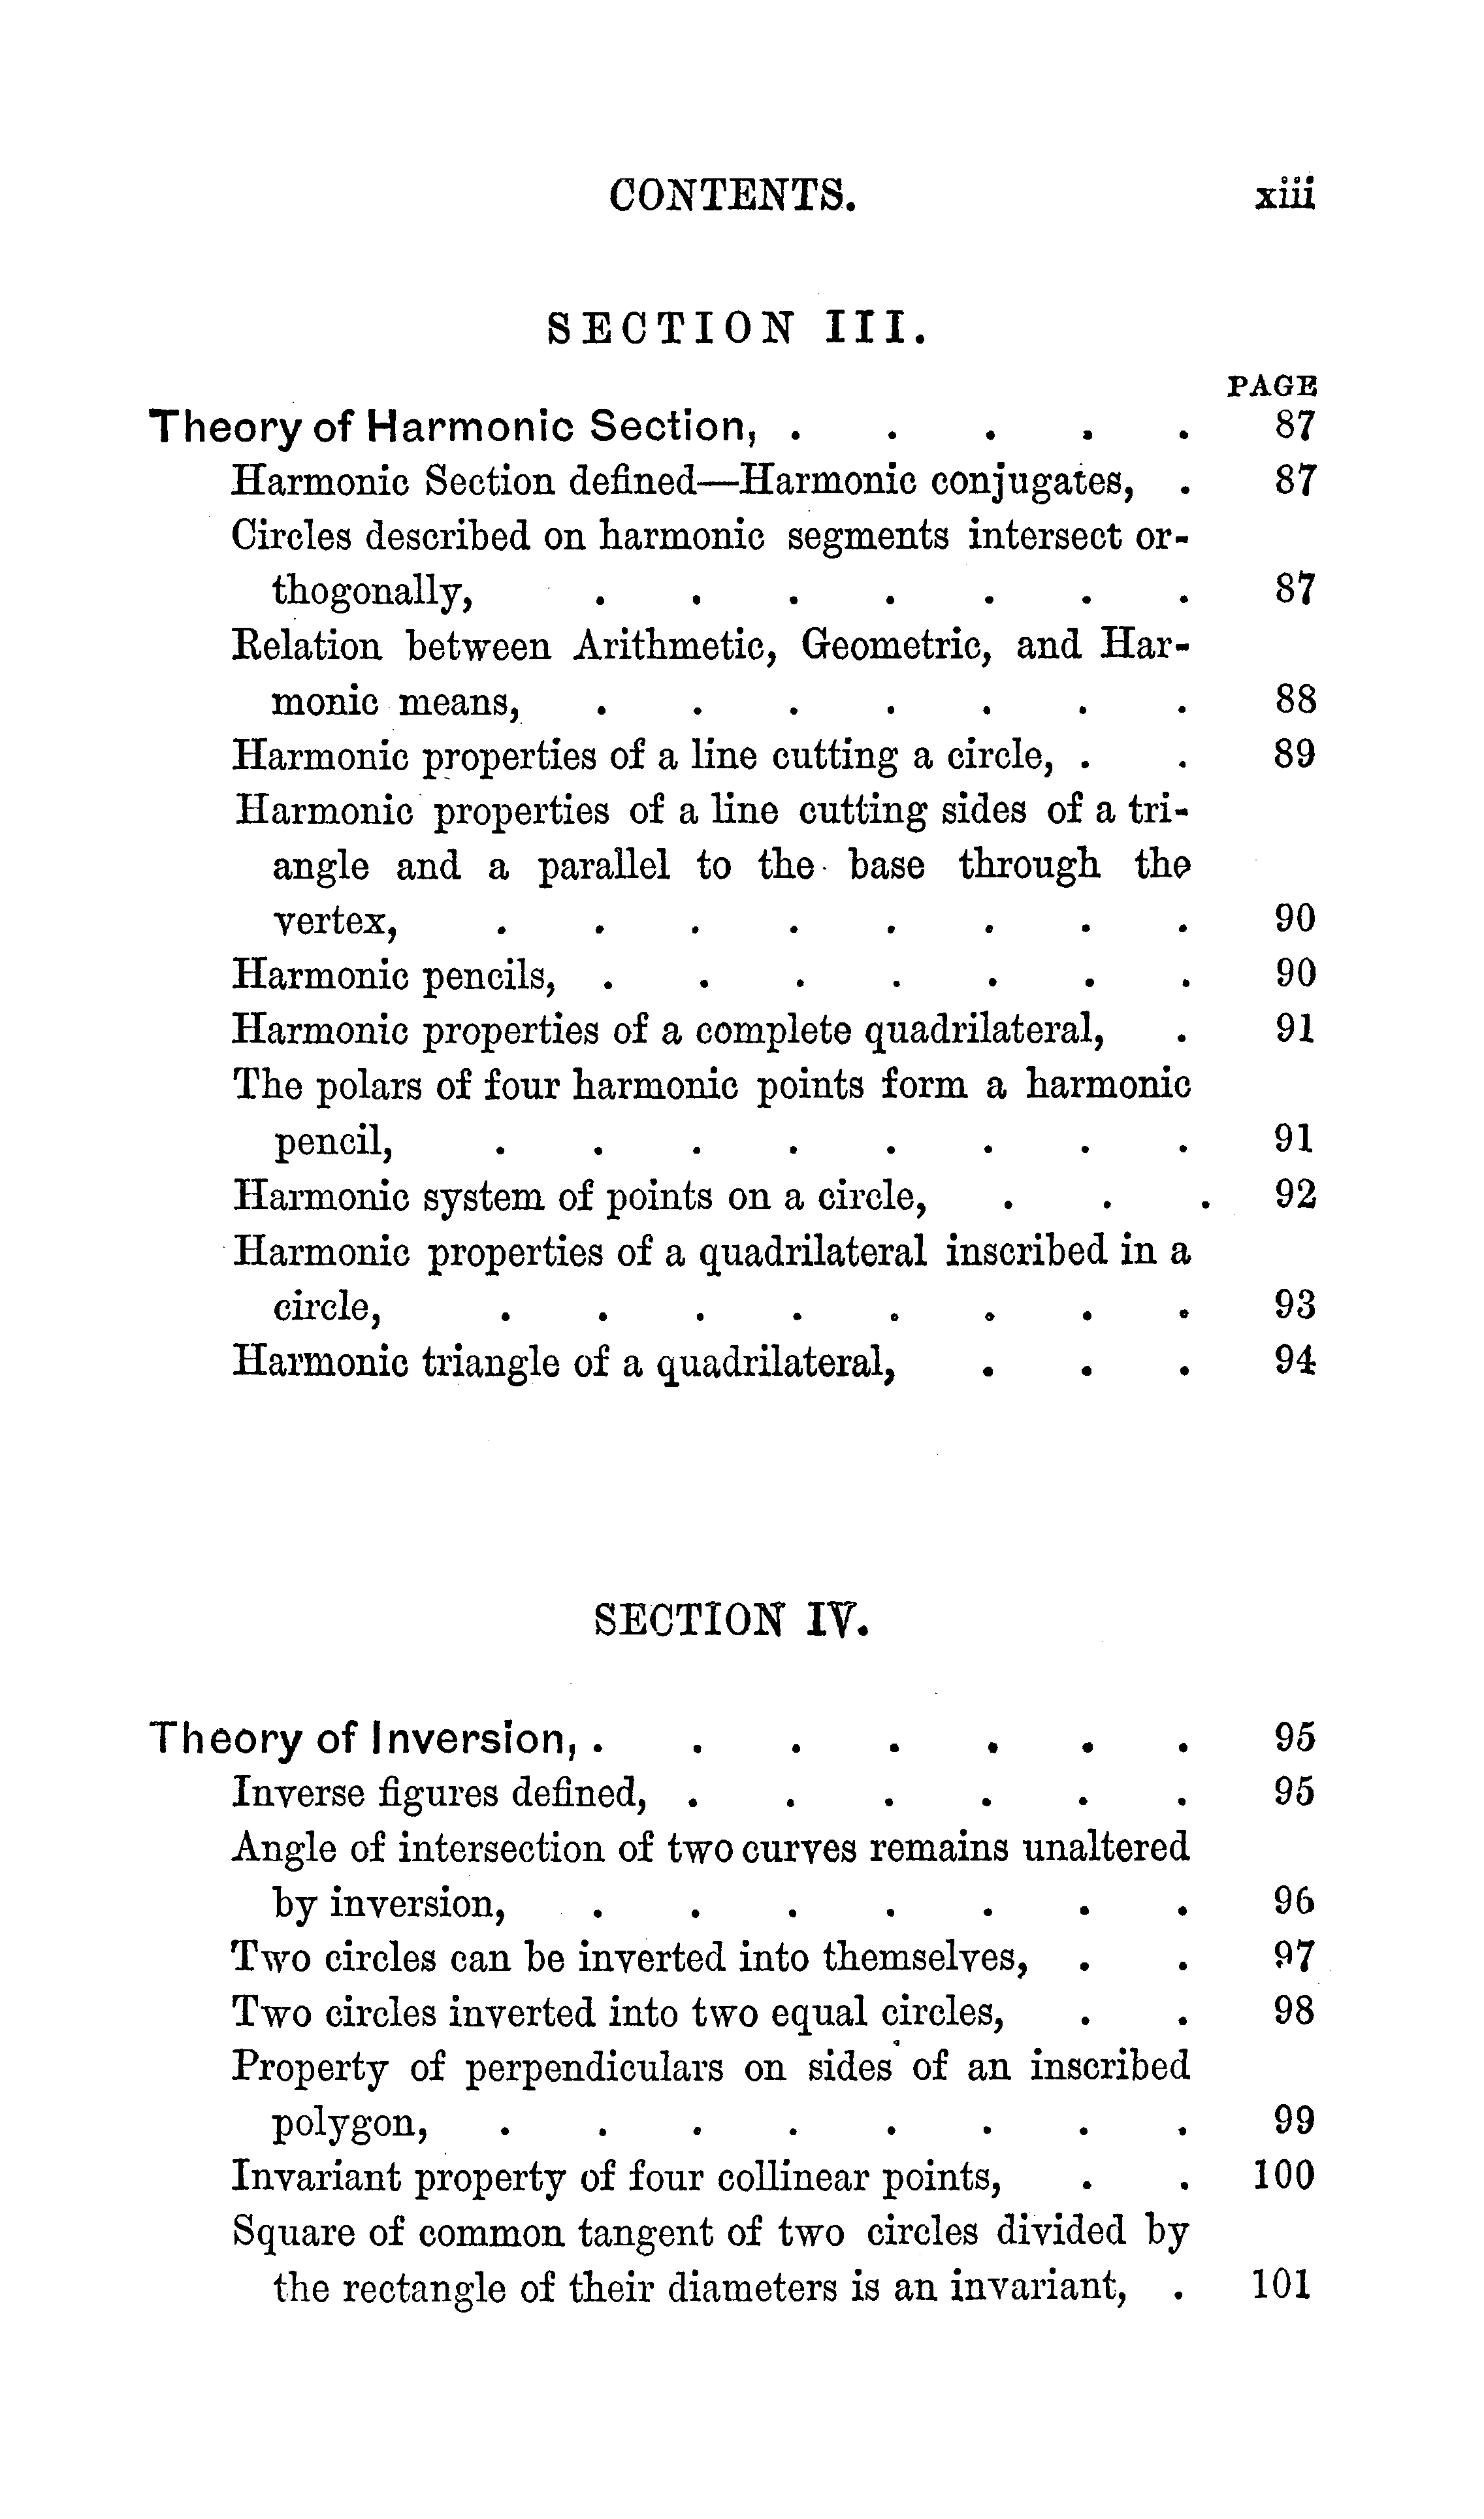 CONTENTS. xiii
SECTION III.
PAGE
Theory of Harmonic Section, . . . . . 87
Harmonic Section defined—Harmonic conjugates, . 87
Circles described on harmonic segments intersect or-
thogonally, . . . . . . . 87
Relation between Arithmetic, Geometric, and Har-
monic means, . . . . . . . 88
Harmonic properties of a line cutting a circle, . . 89
Harmonic properties of a line cutting sides of a tri-
angle and a parallel to the base through the
vertex, . . . . . . . . 90
Harmonic pencils, . . . . . . . 90
Harmonic properties of a complete quadrilateral, . 91
The polars of four harmonic points form a harmonic
pencil, . . . . . . . . 91
Harmonic system of points on a circle, . . . 92
Harmonic properties of a quadrilateral inscribed in a
circle, . . . . . . . . 93
Harmonic triangle of a quadrilateral, . . . 94
SECTION IV.
Theory of Inversion, . . . . . . . 95
Inverse figures defined, . . . . . . 95
Angle of intersection of two curves remains unaltered
by inversion, . . . . . . . 96
Two circles can be inverted into themselves, . . 97
Two circles inverted into two equal circles, . . 98
Property of perpendiculars on sides of an inscribed
polygon, . . . . . . . . 99
Invariant property of four collinear points, . . 100
Square of common tangent of two circles divided by
the rectangle of their diameters is an invariant, . 101